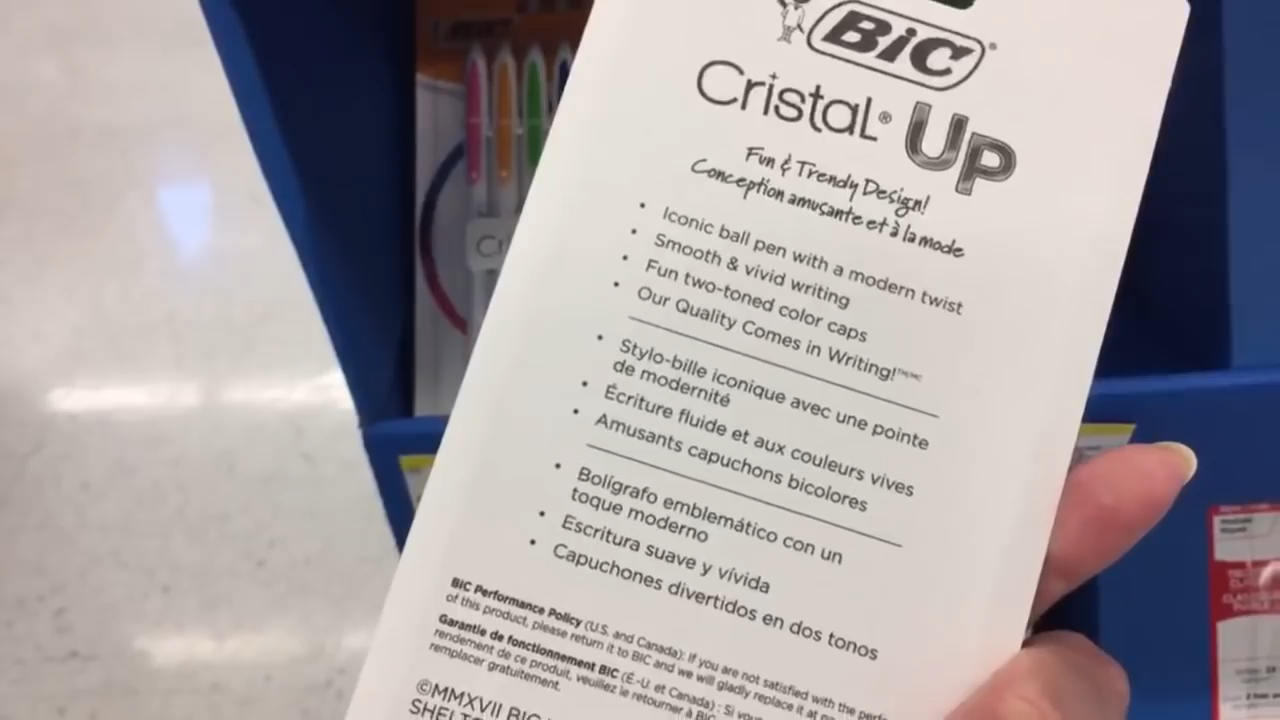 BiC®
Cristal® UP
Fun & Trendy Design!
Conception amusante et à la mode
• Iconic ball pen with a modern twist
• Smooth & vivid writing
• Fun two-toned color caps
• Our Quality Comes in Writing!™/MC
• Stylo-bille iconique avec une pointe
de modernité
• Écriture fluide et aux couleurs vives
• Amusants capuchons bicolores
• Bolígrafo emblemático con un
toque moderno
• Escritura suave y vívida
• Capuchones divertidos en dos tonos
BIC Performance Policy (U.S. and Canada): If you are not satisfied with the
of this product, please return it to BIC and we will gladly replace it at
Garantie de fonctionnement BIC (É.-U. et Canada) : Si
rendement de ce produit, veuillez le retourner à BIC
remplacer gratuitement.
©MMXVII BIC